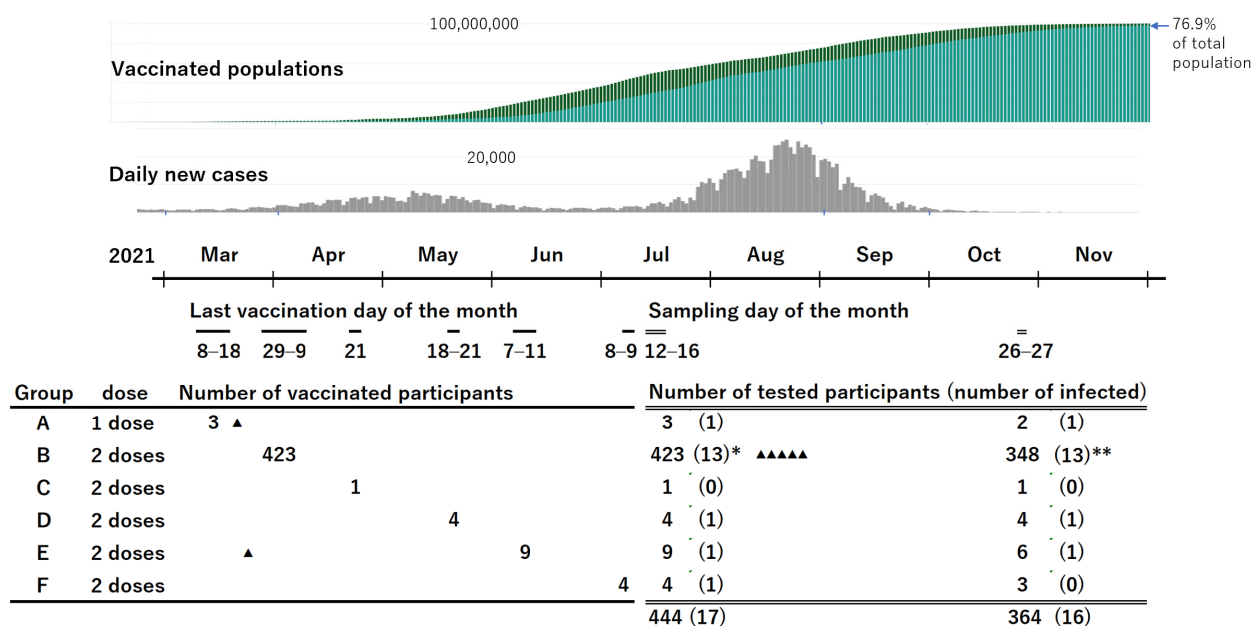 100,000,000
76.9%
of total
population
Vaccinated populations
20,000
Daily new cases
2021 Mar Apr May Jun Jul Aug Sep Oct Nov
Last vaccination day of the month Sampling day of the month
8–18 29–9 21 18–21 7–11 8–9 12–16 26–27
Group dose Number of vaccinated participants Number of tested participants (number of infected)
A 1 dose 3 ▲ 3 (1) 2 (1)
B 2 doses 423 423 (13)* ▲▲▲▲▲ 348 (13)**
C 2 doses 1 1 (0) 1 (0)
D 2 doses 4 4 (1) 4 (1)
E 2 doses ▲ 9 9 (1) 6 (1)
F 2 doses 4 4 (1) 3 (0)
444 (17) 364 (16)